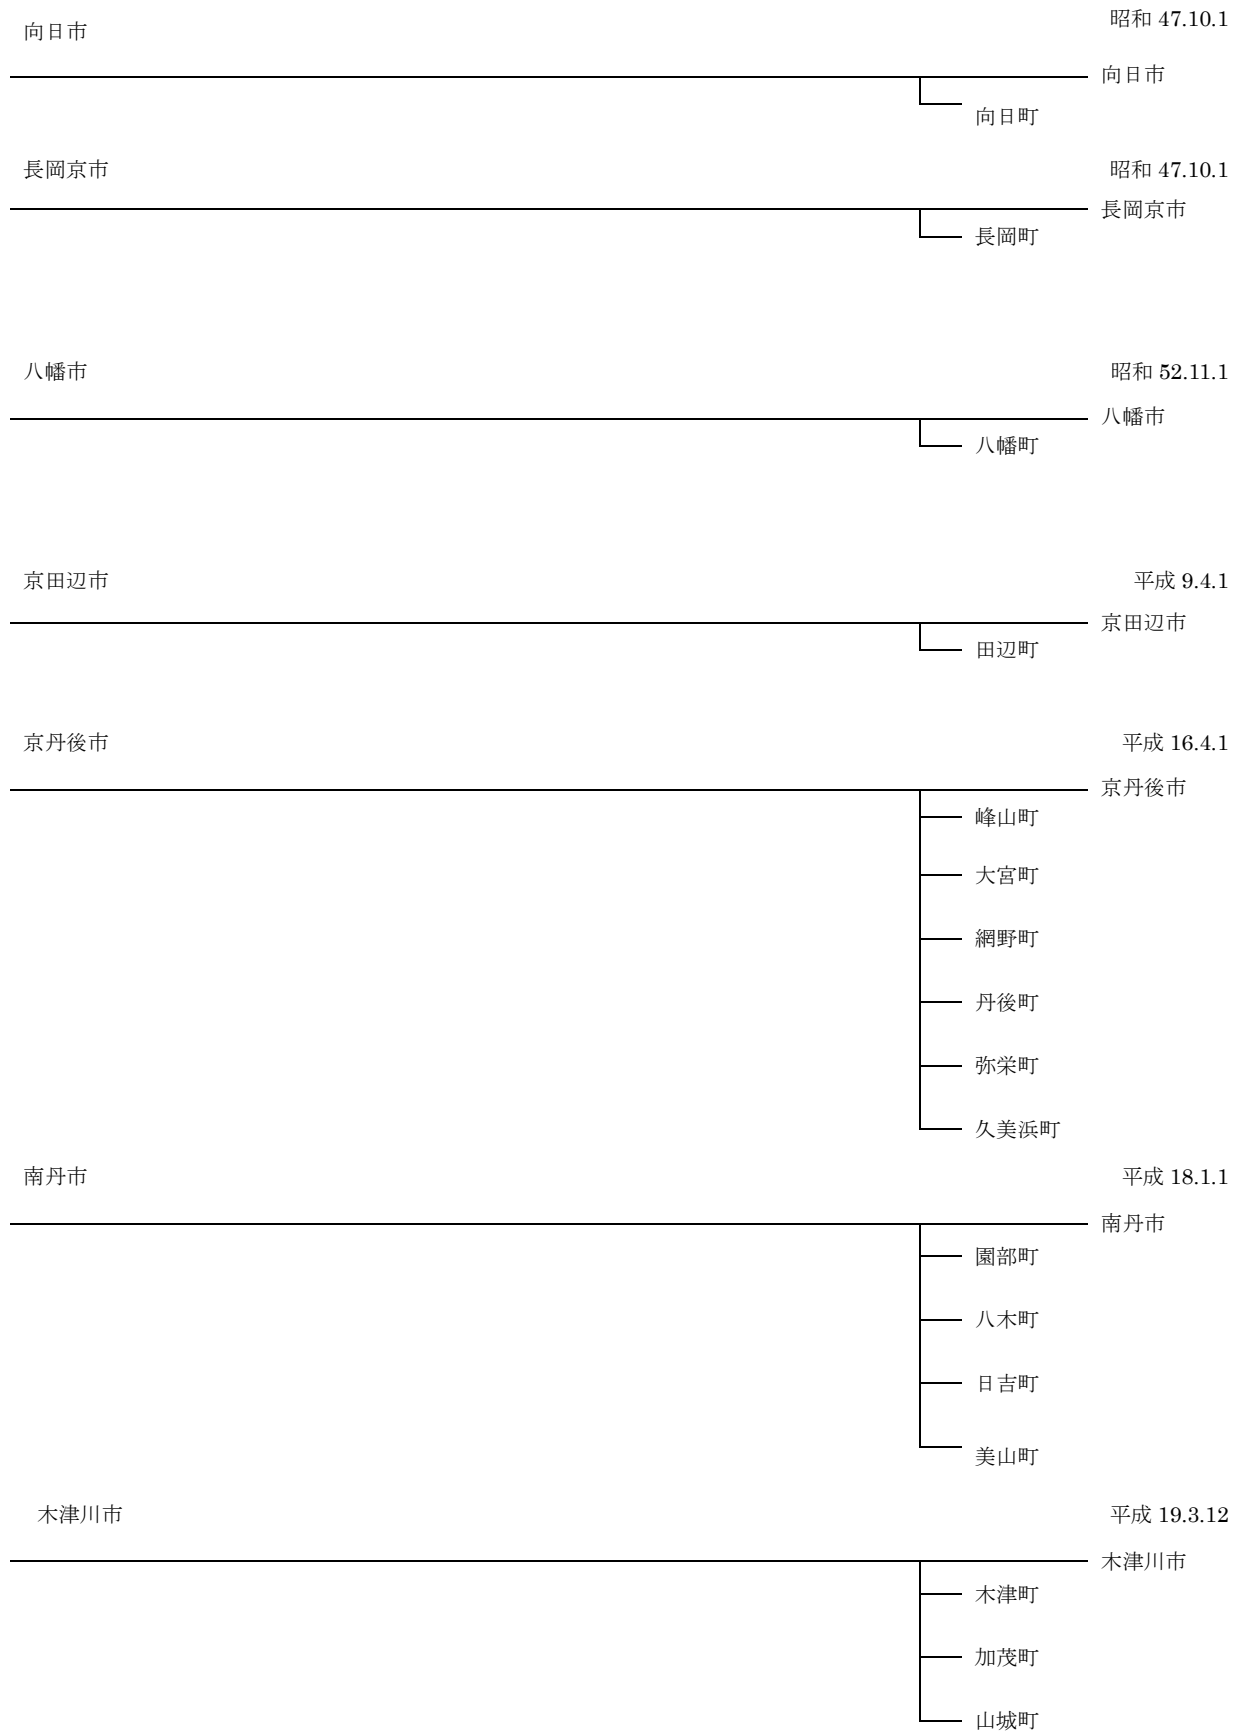 昭和 47.10.1
向日市
向日市
向日町
長岡京市
昭和 47.10.1
長岡京市
長岡町
八幡市
昭和 52.11.1
八幡市
八幡町
京田辺市
平成 9.4.1
京田辺市
田辺町
京丹後市
平成 16.4.1
京丹後市
峰山町
大宮町
網野町
丹後町
弥栄町
久美浜町
南丹市
平成 18.1.1
南丹市
園部町
八木町
日吉町
美山町
木津川市
平成 19.3.12
木津川市
木津町
加茂町
山城町